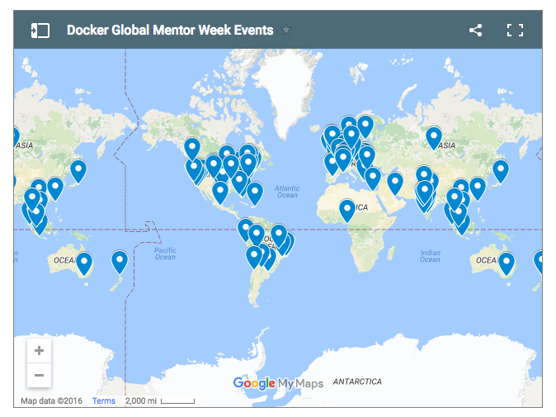 Docker Global Mentor Week Events
ASIA
ASIA
Atlantic
Ocean
Pacific
Ocean
Indian
Ocean
OCEA
OCEA
ANTARCTICA
Google My Maps
+
−
Map data ©2016 Terms 2,000 mi